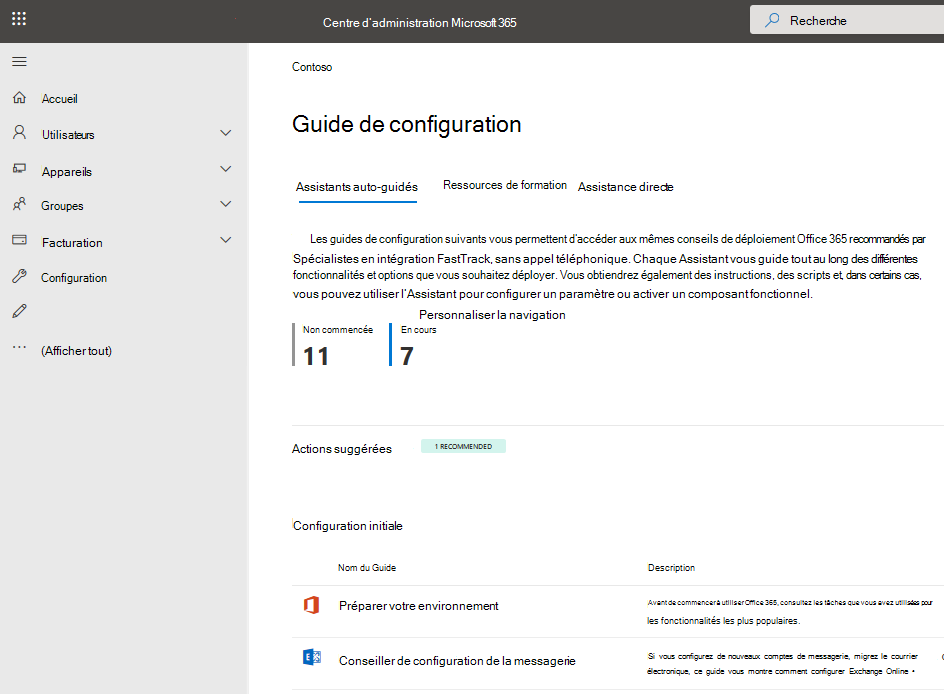 Centre d'administration Microsoft 365
Recherche
Accueil
Utilisateurs
Appareils
Groupes
Facturation
Configuration
(Afficher tout)
Contoso
Guide de configuration
Assistants auto-guidés
Ressources de formation
Assistance directe
Les guides de configuration suivants vous permettent d'accéder aux mêmes conseils de déploiement Office 365 recommandés par
Spécialistes en intégration FastTrack, sans appel téléphonique. Chaque Assistant vous guide tout au long des différentes
fonctionnalités et options que vous souhaitez déployer. Vous obtiendrez également des instructions, des scripts et, dans certains cas,
vous pouvez utiliser l'Assistant pour configurer un paramètre ou activer un composant fonctionnel.
Personnaliser la navigation
Non commencée
11
En cours
7
Actions suggérées
1 RECOMMENDED
Configuration initiale
Nom du Guide
Description
Préparer votre environnement
Avant de commencer à utiliser Office 365, consultez les tâches que vous avez utilisées pour
les fonctionnalités les plus populaires.
Conseiller de configuration de la messagerie
Si vous configurez de nouveaux comptes de messagerie, migrez le courrier
électronique, ce guide vous montre comment configurer Exchange Online •